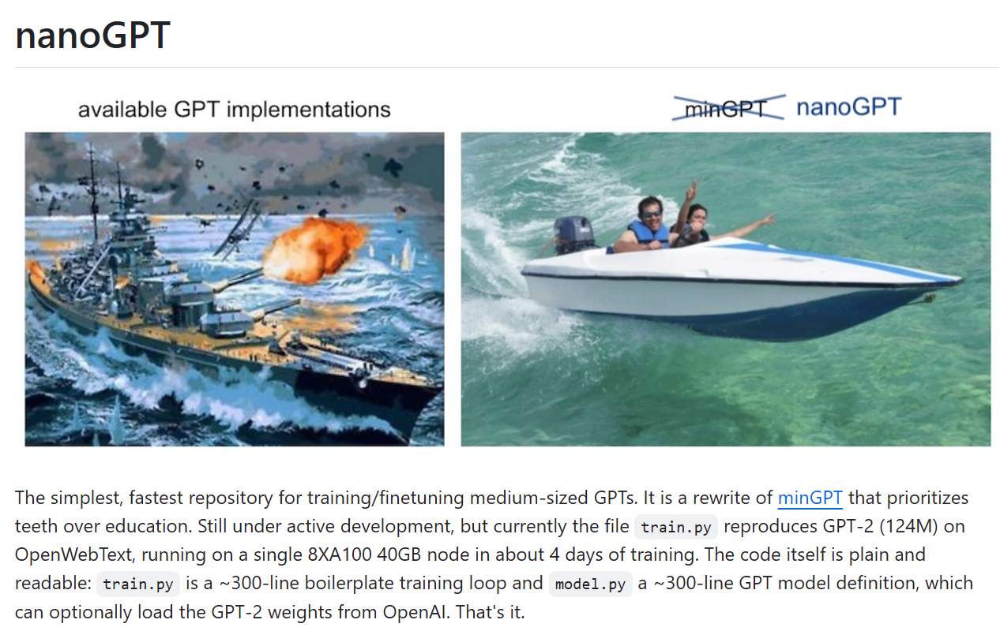 nanoGPT
available GPT implementations
minGPT nanoGPT
The simplest, fastest repository for training/finetuning medium-sized GPTs. It is a rewrite of minGPT that prioritizes
teeth over education. Still under active development, but currently the file train.py reproduces GPT-2 (124M) on
OpenWebText, running on a single 8XA100 40GB node in about 4 days of training. The code itself is plain and
readable: train.py is a ~300-line boilerplate training loop and model.py a ~300-line GPT model definition, which
can optionally load the GPT-2 weights from OpenAI. That's it.